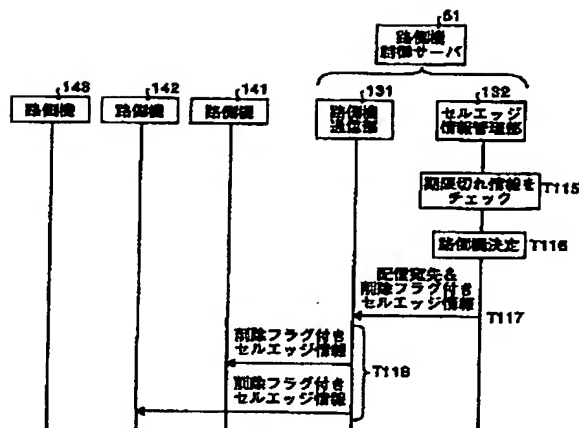 51
路側機
制御サーバ
143
142
141
131
132
路側機
路側機
路側機
路側機
通信部
セルエッジ
情報管理部
期限切れ情報を
チェック
T115
路側機決定
T116
配信宛先&
削除フラグ付き
セルエッジ情報
T117
削除フラグ付き
セルエッジ情報
T118
削除フラグ付き
セルエッジ情報